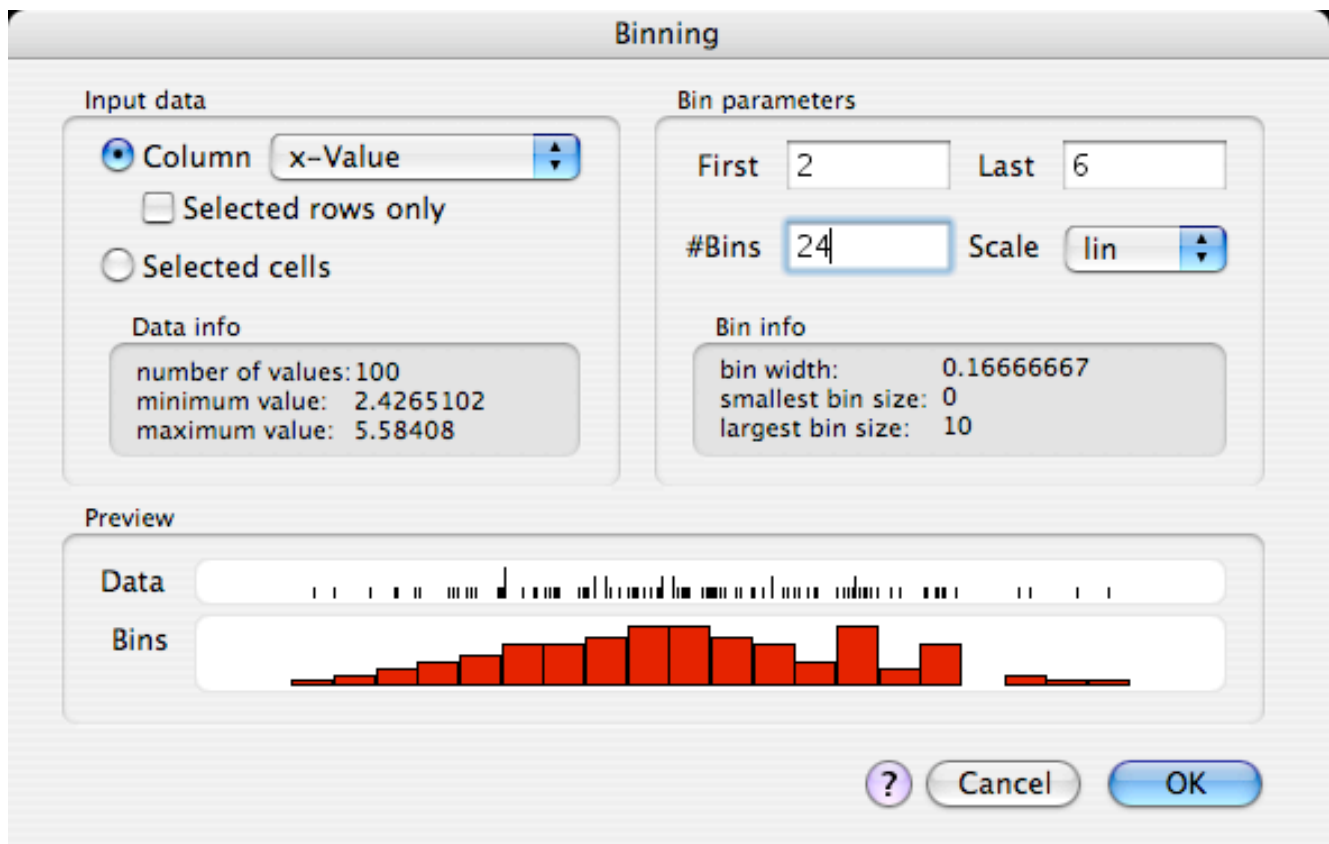 Binning
Input data
Column x-Value
Selected rows only
Selected cells
Data info
number of values: 100
minimum value: 2.4265102
maximum value: 5.58408
Bin parameters
First 2 Last 6
#Bins 24 Scale lin
Bin info
bin width: 0.16666667
smallest bin size: 0
largest bin size: 10
Preview
Data
Bins
? Cancel OK